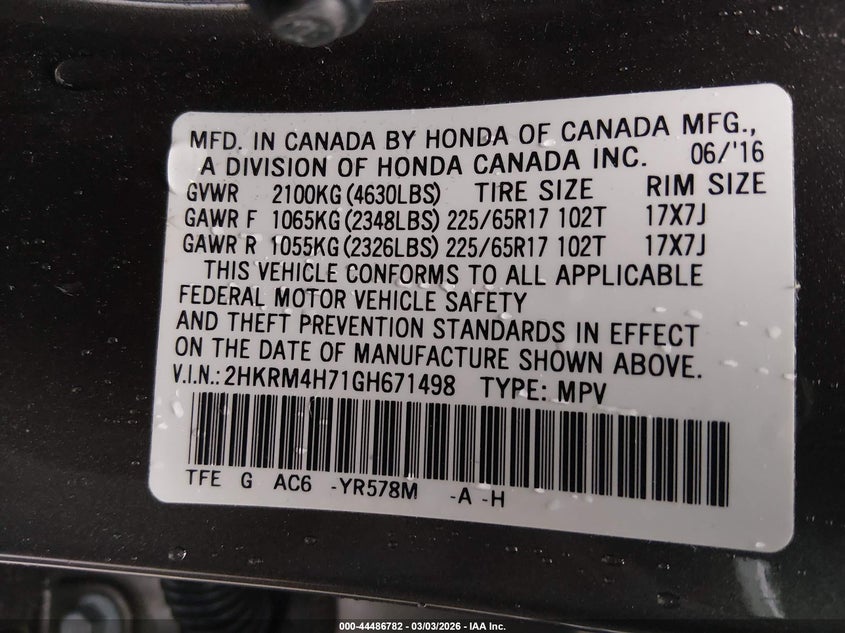 MFD. IN CANADA BY HONDA OF CANADA MFG.,
A DIVISION OF HONDA CANADA INC. 06/'16
GVWR 2100KG (4630LBS) TIRE SIZE RIM SIZE
GAWR F 1065KG (2348LBS) 225/65R17 102T 17X7J
GAWR R 1055KG (2326LBS) 225/65R17 102T 17X7J
THIS VEHICLE CONFORMS TO ALL APPLICABLE
FEDERAL MOTOR VEHICLE SAFETY
AND THEFT PREVENTION STANDARDS IN EFFECT
ON THE DATE OF MANUFACTURE SHOWN ABOVE.
V.I.N.: 2HKRM4H71GH671498 TYPE: MPV
TFE G AC6 -YR578M -A -H
000-44486782 - 03/03/2026 - IAA Inc.